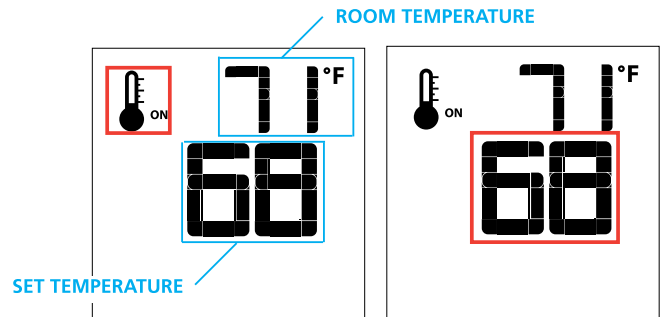 ROOM TEMPERATURE
71 °F
ON
68
71 °F
ON
68
SET TEMPERATURE